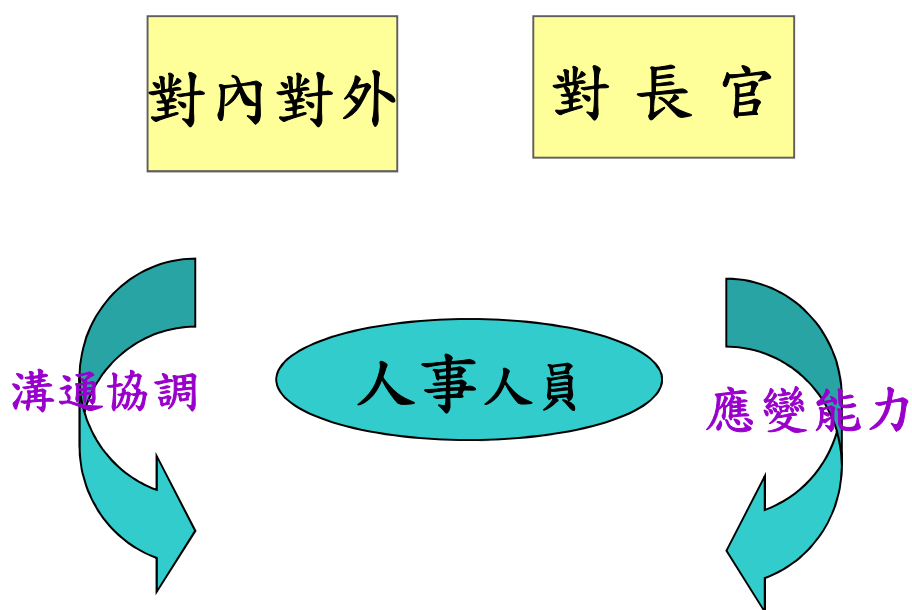 對內對外
對長官
人事人員
溝通協調
應變能力